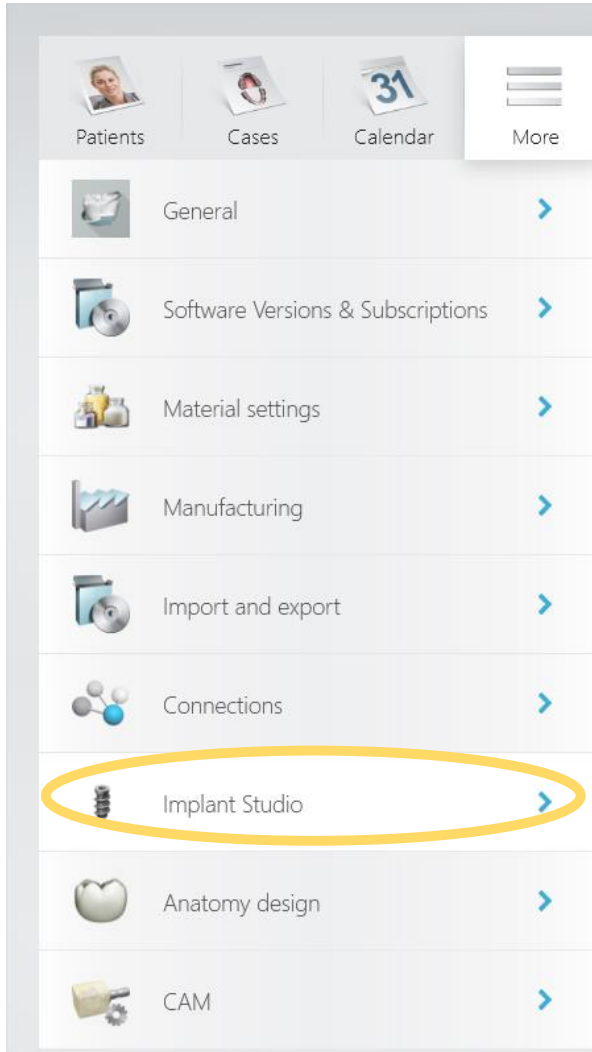 31
Patients Cases Calendar More
General
Software Versions & Subscriptions
Material settings
Manufacturing
Import and export
Connections
Implant Studio
Anatomy design
CAM